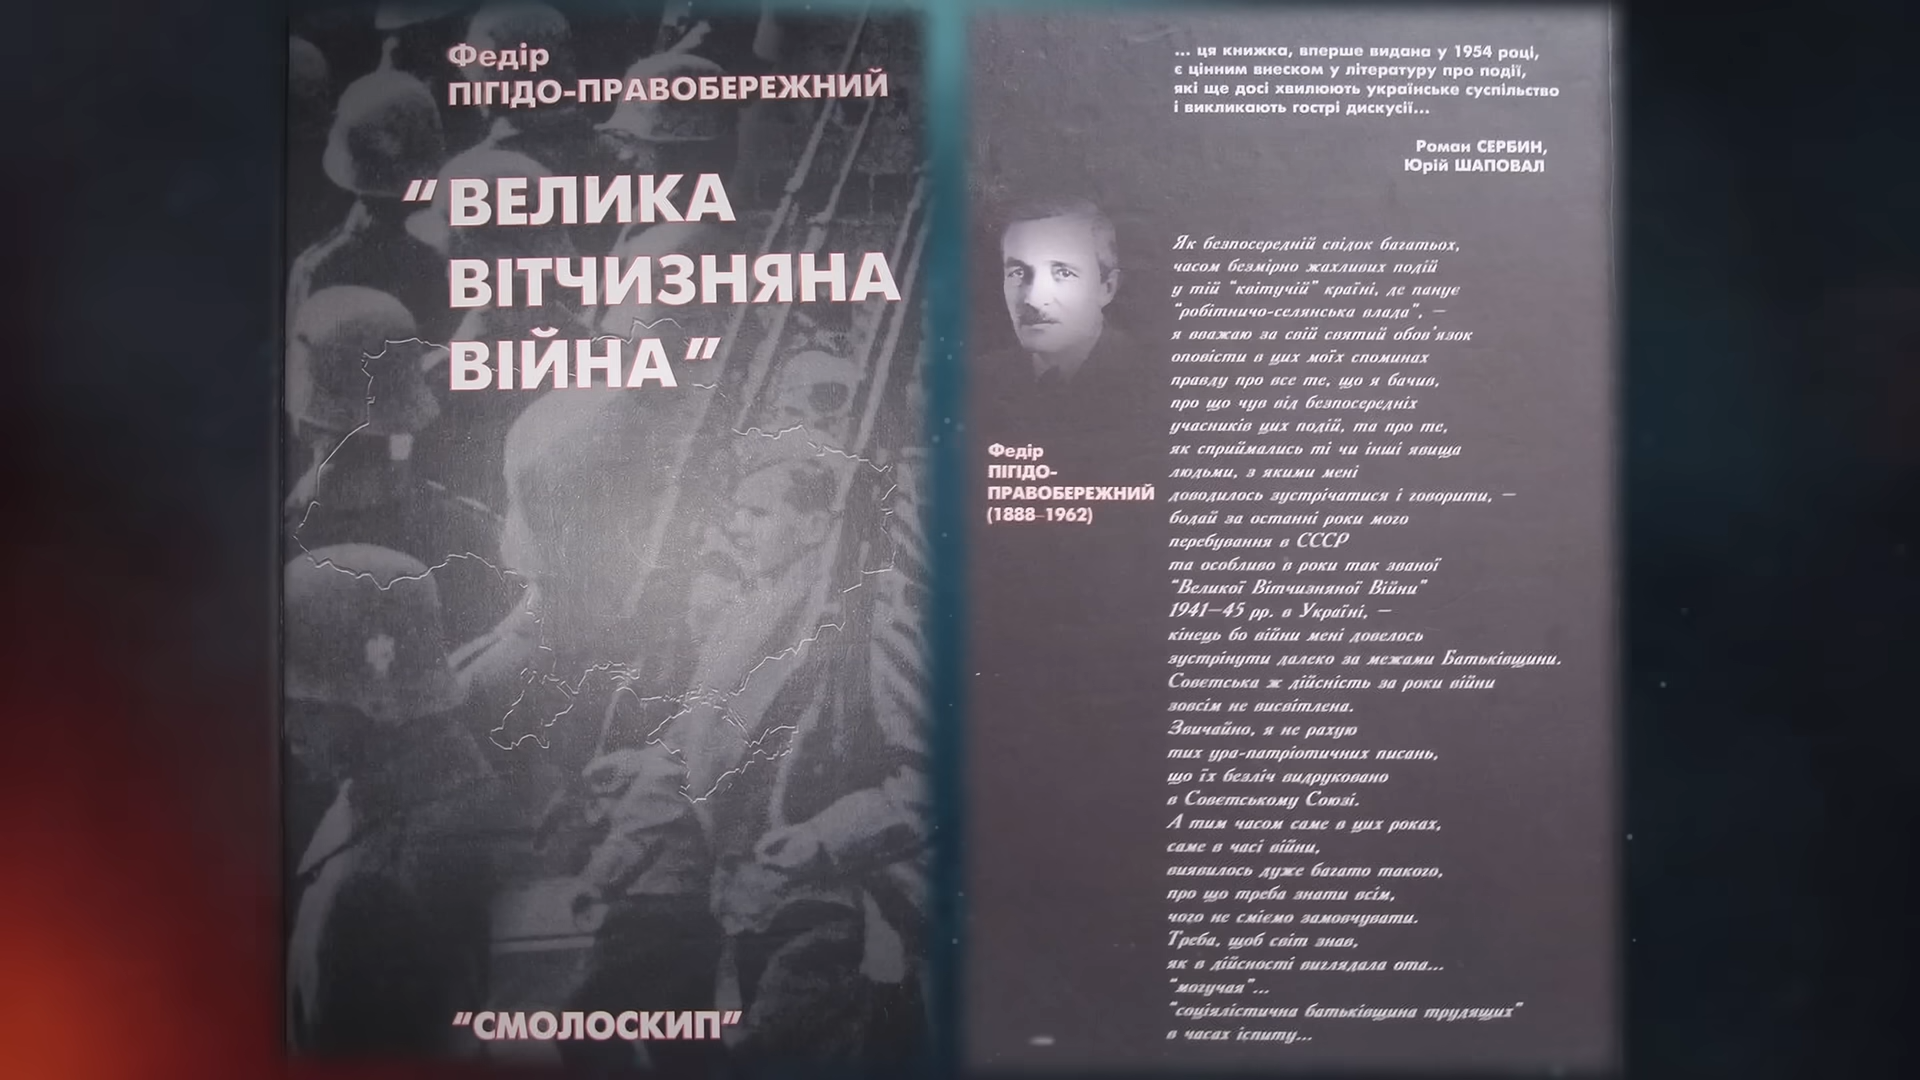 Федір
ПІГІДО-ПРАВОБЕРЕЖНИЙ
"ВЕЛИКА
ВІТЧИЗНЯНА
ВІЙНА"
"СМОЛОСКИП"
... ця книжка, вперше видана у 1954 році,
є цінним внеском у літературу про події,
які ще досі хвилюють українське суспільство
і викликають гострі дискусії...
Роман СЕРБИН,
Юрій ШАПОВАЛ
Федір
ПІГІДО-
ПРАВОБЕРЕЖНИЙ
(1888–1962)
Як безпосередній свідок багатьох,
часом безмірно жахливих подій
у тій "квітучій" країні, де панує
"робітничо-селянська влада", —
я вважаю за свій святий обов'язок
оповісти в цих моїх споминах
правду про все те, що я бачив,
про що чув від безпосередніх
учасників цих подій, та про те,
як сприймались ті чи інші явища
людьми, з якими мені
доводилось зустрічатися і говорити, —
бодай за останні роки мого
перебування в СССР
та особливо в роки так званої
"Великої Вітчизняної Війни"
1941—45 рр. в Україні, —
кінець бо війни мені довелось
зустрінути далеко за межами Батьківщини.
Совєтська ж дійсність за роки війни
зовсім не висвітлена.
Звичайно, я не рахую
тих ура-патріотичних писань,
що їх безліч видруковано
в Совєтському Союзі.
А тим часом саме в цих роках,
саме в часі війни,
виявилось дуже багато такого,
про що треба знати всім,
чого не сміємо замовчувати.
Треба, щоб світ знав,
як в дійсності виглядала ота...
"могучая"...
"соціялістична батьківщина трудящих"
в часах іспиту...